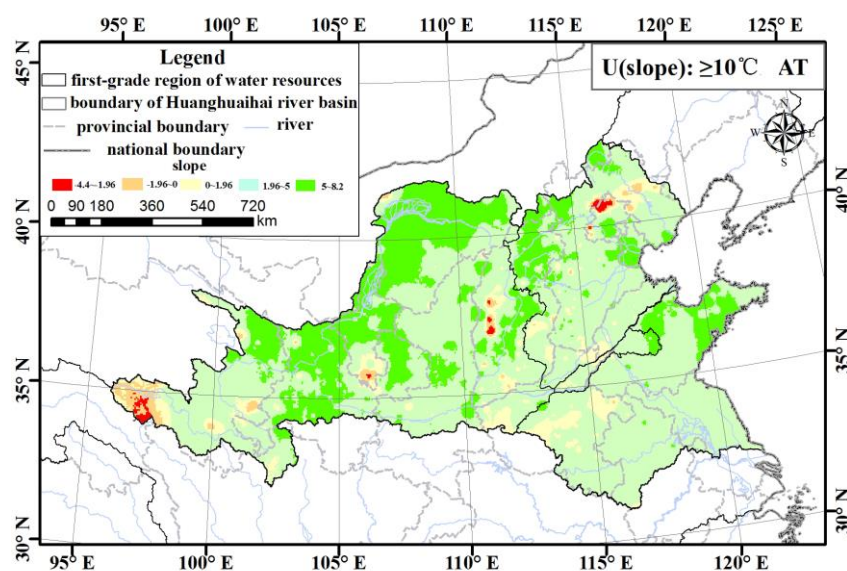 95° E 100° E 105° E 110° E 115° E 120° E 125° E
45° N
Legend
first-grade region of water resources
boundary of Huanghuaihai river basin
provincial boundary river
national boundary
slope
-4.4~-1.96 -1.96~0 0~1.96 1.96~5 5~8.2
0 90 180 360 540 720
km
U(slope): ≥10℃ AT
N
W E
S
40° N 40° N
35° N 35° N
30° N 30° N
95° E 100° E 105° E 110° E 115° E 120° E